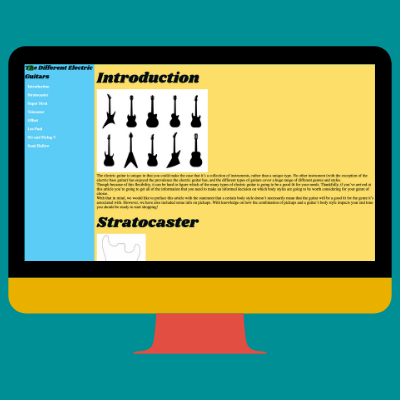 The Different Electric
Guitars
Introduction
Stratocaster
Super Strat
Telecaster
Offset
Les Paul
SG and Flying V
Semi Hollow
Introduction
The electric guitar is unique in that you could make the case that it's a collection of instruments, rather than a unique type. No other instrument (with the exception of the
electric bass guitar) has enjoyed the revolution the electric guitar has, and the different types of guitars cover a huge range of different genres and styles.
Though because of this flexibility, it can be hard to figure which of the many types of electric guitar is going to be a good fit for your needs. Thankfully, if you've arrived at
this article you're going to get all of the information that you need to make an informed decision on which body styles are going to be worth considering for your genre of
choice.
With that in mind, we would like to preface this article with the statement that a certain body style doesn't necessarily mean that the guitar will be a good fit for the genre it's
associated with. However, we have also included some info on pickups. With knowledge on how the combination of pickups and a guitar's body style impacts your end tone
you should be ready to start shopping!
Stratocaster